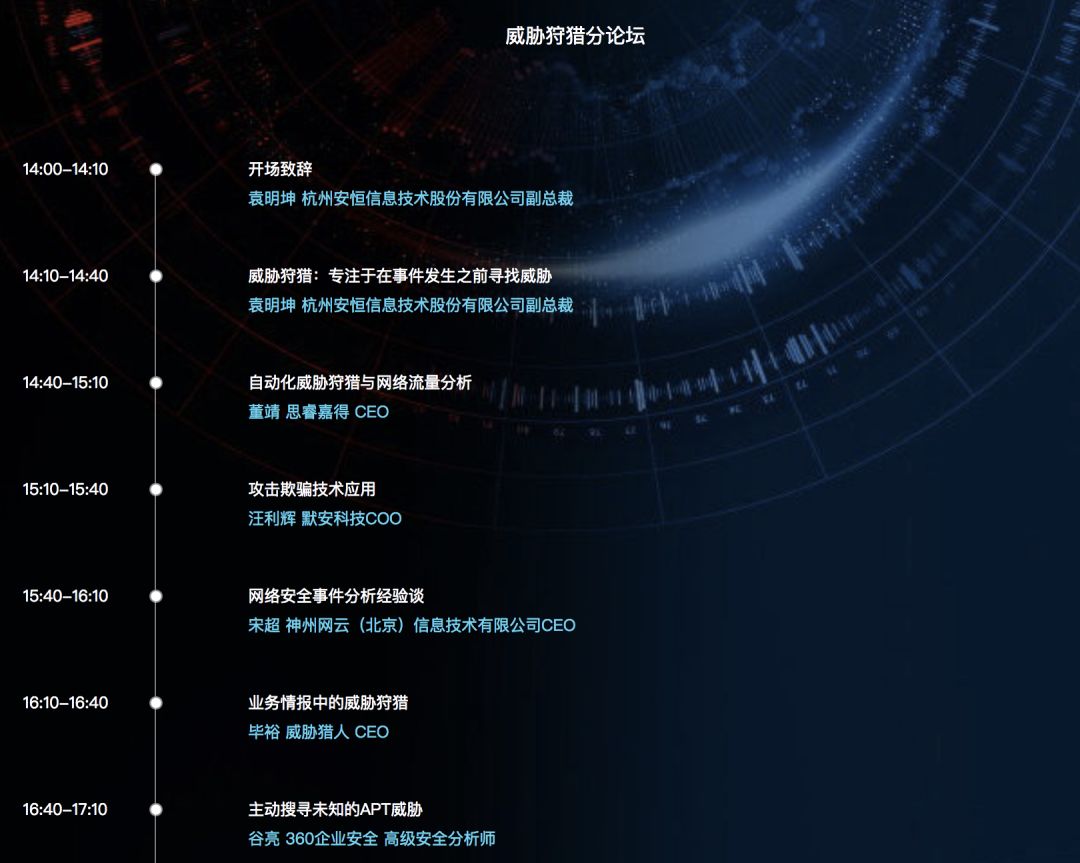 威胁狩猎分论坛
14:00-14:10
开场致辞
袁明坤 杭州安恒信息技术股份有限公司副总裁
14:10-14:40
威胁狩猎：专注于在事件发生之前寻找威胁
袁明坤 杭州安恒信息技术股份有限公司副总裁
14:40-15:10
自动化威胁狩猎与网络流量分析
董靖 思睿嘉得 CEO
15:10-15:40
攻击欺骗技术应用
汪利辉 默安科技COO
15:40-16:10
网络安全事件分析经验谈
宋超 神州网云（北京）信息技术有限公司CEO
16:10-16:40
业务情报中的威胁狩猎
毕裕 威胁猎人 CEO
16:40-17:10
主动搜寻未知的APT威胁
谷亮 360企业安全 高级安全分析师